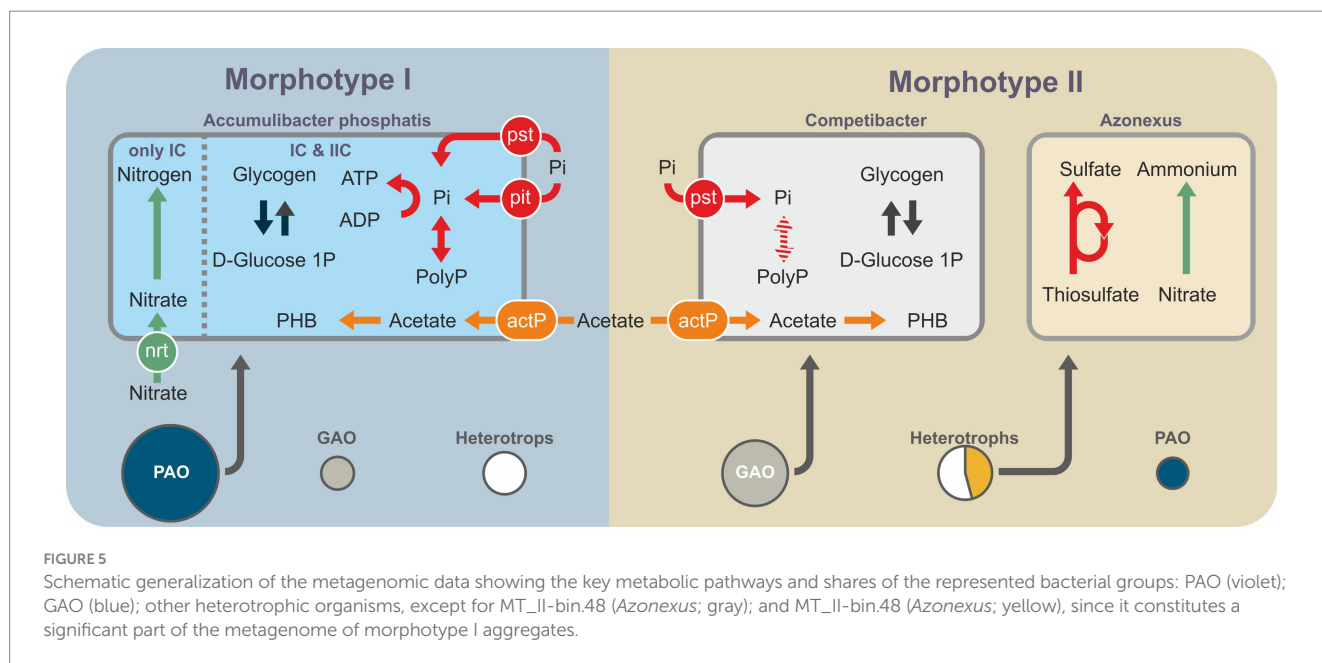 Morphotype I
Morphotype II
Accumulibacter phosphatis
only IC
IC & IIC
Nitrogen
Nitrate
nrt
Nitrate
Glycogen
D-Glucose 1P
ATP
ADP
Pi
PolyP
pst
pit
Pi
PHB
Acetate
actP
Acetate
PAO
GAO
Heterotrops
Competibacter
Pi
pst
Pi
PolyP
Glycogen
D-Glucose 1P
actP
Acetate
PHB
Azonexus
Sulfate
Ammonium
Thiosulfate
Nitrate
GAO
Heterotrophs
PAO
FIGURE 5
Schematic generalization of the metagenomic data showing the key metabolic pathways and shares of the represented bacterial groups: PAO (violet);
GAO (blue); other heterotrophic organisms, except for MT_II-bin.48 (Azonexus; gray); and MT_II-bin.48 (Azonexus; yellow), since it constitutes a
significant part of the metagenome of morphotype I aggregates.